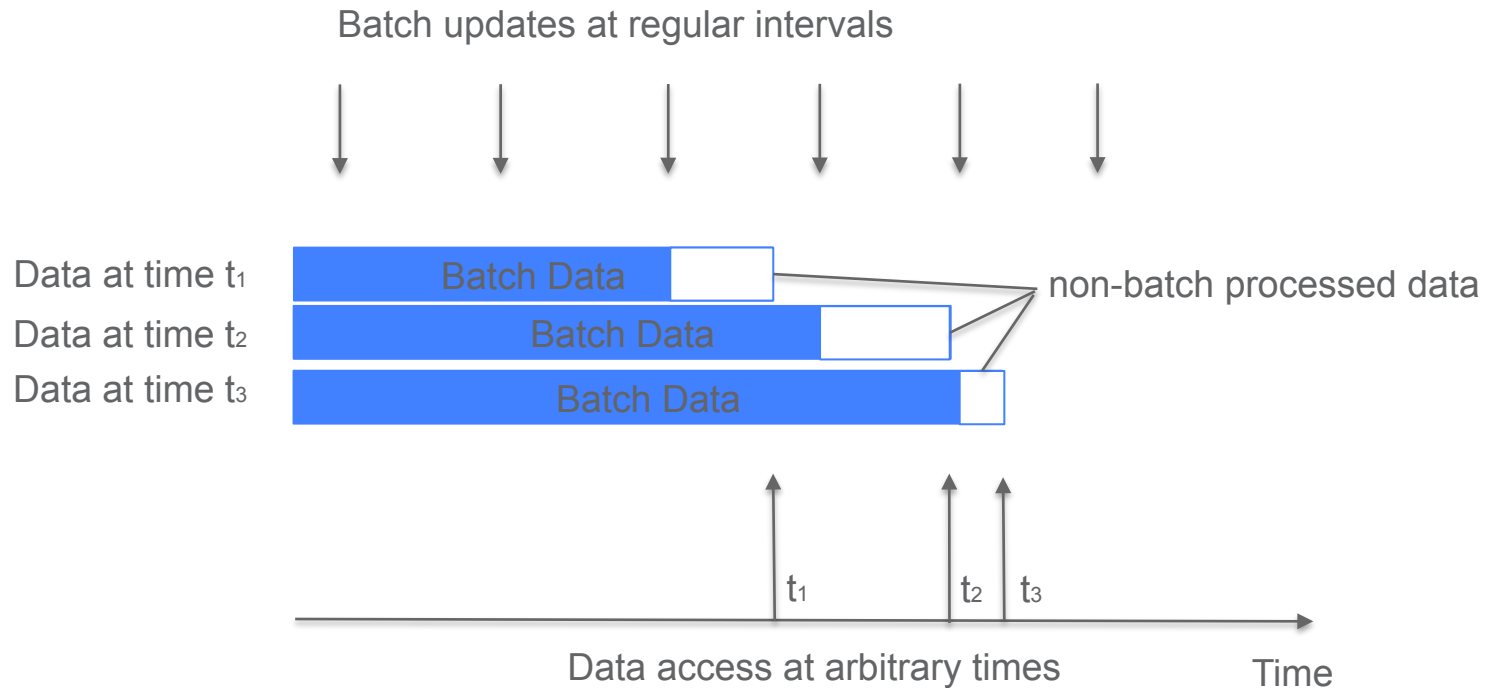 Batch updates at regular intervals
Data at time t₁
Batch Data
non-batch processed data
Data at time t₂
Batch Data
Data at time t₃
Batch Data
t₁
t₂
t₃
Data access at arbitrary times
Time